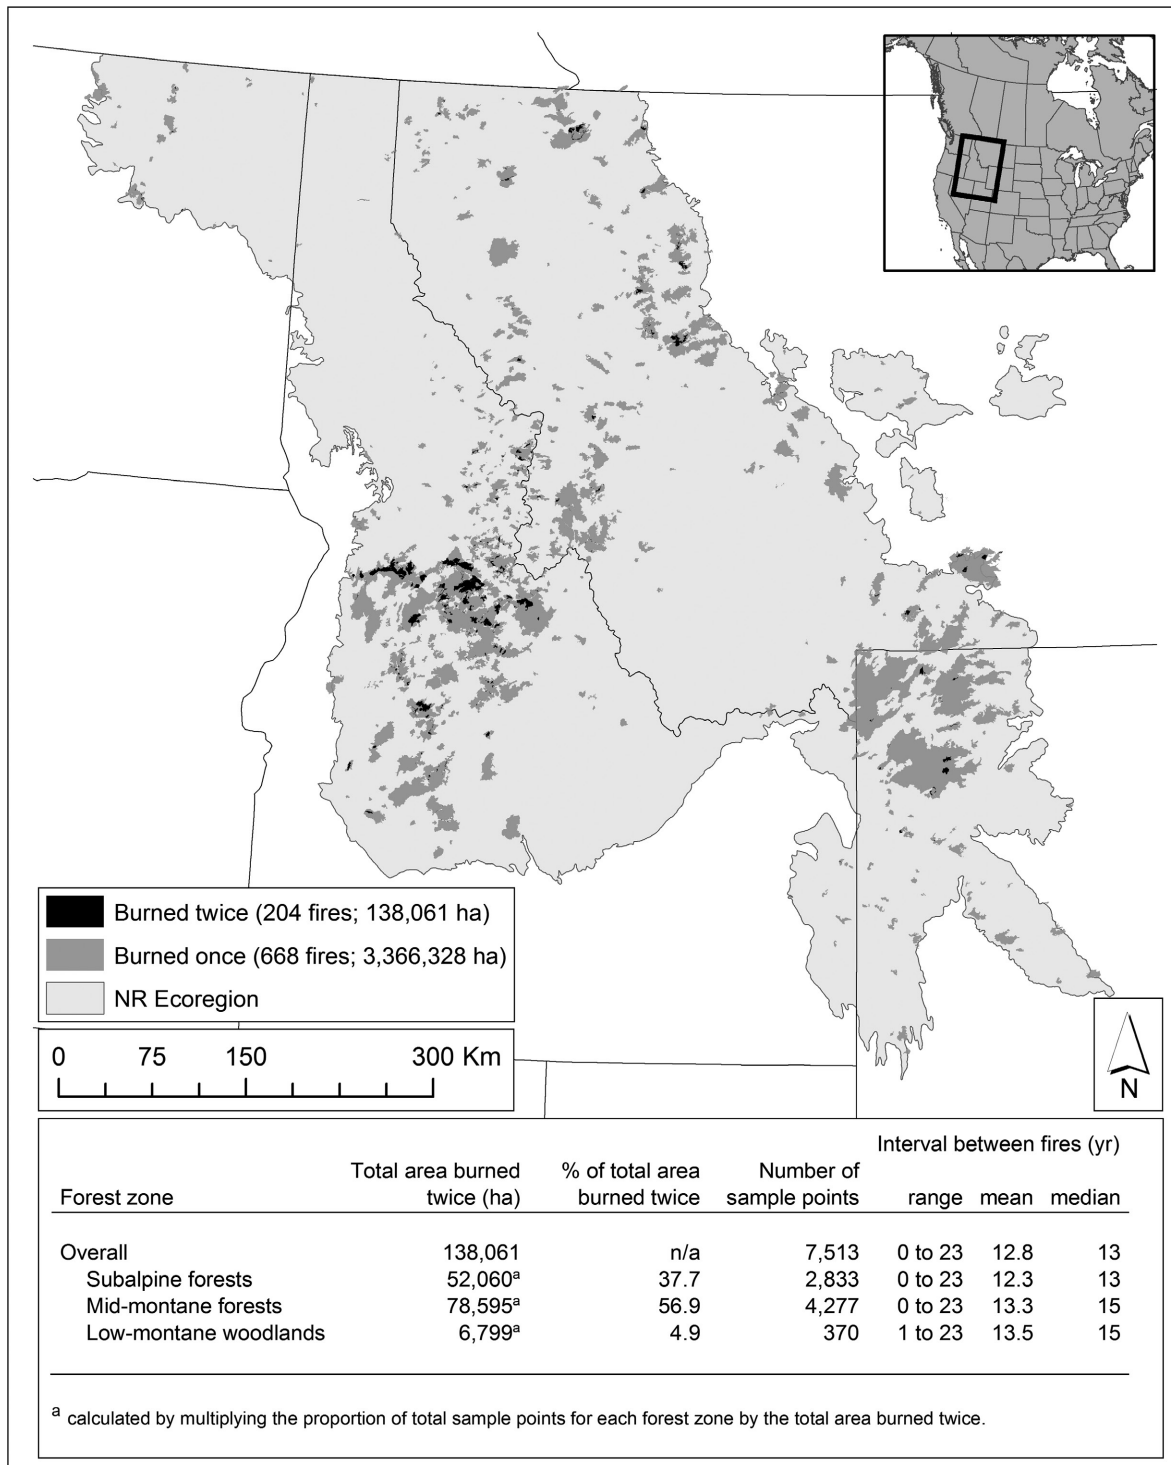 Burned twice (204 fires; 138,061 ha)
Burned once (668 fires; 3,366,328 ha)
NR Ecoregion
0 75 150 300 Km
N
Interval between fires (yr)
Total area burned % of total area Number of
Forest zone twice (ha) burned twice sample points range mean median
Overall 138,061 n/a 7,513 0 to 23 12.8 13
Subalpine forests 52,060a 37.7 2,833 0 to 23 12.3 13
Mid-montane forests 78,595a 56.9 4,277 0 to 23 13.3 15
Low-montane woodlands 6,799a 4.9 370 1 to 23 13.5 15
a calculated by multiplying the proportion of total sample points for each forest zone by the total area burned twice.